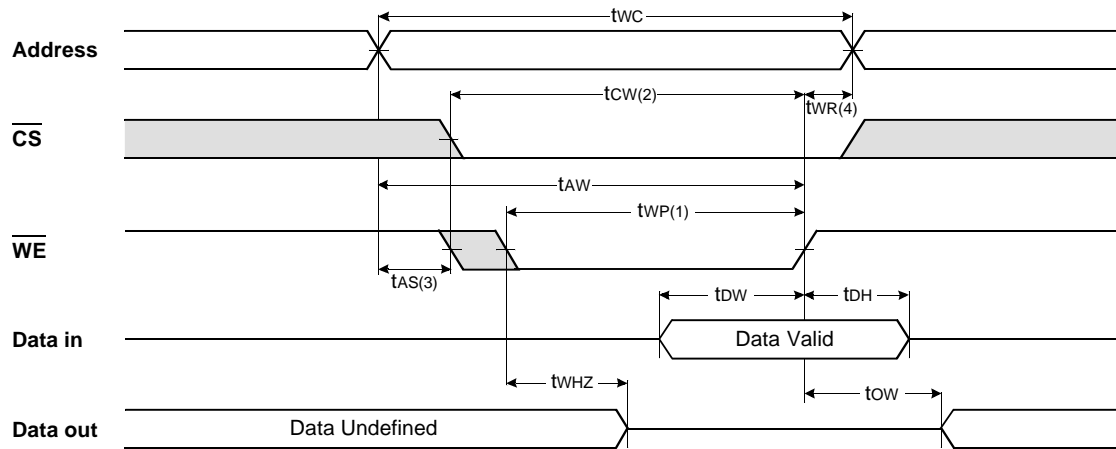 tWC
Address
tCW(2)
tWR(4)
CS
tAW
tWP(1)
WE
tAS(3)
tDW
tDH
Data in
Data Valid
tWHZ
tOW
Data out
Data Undefined